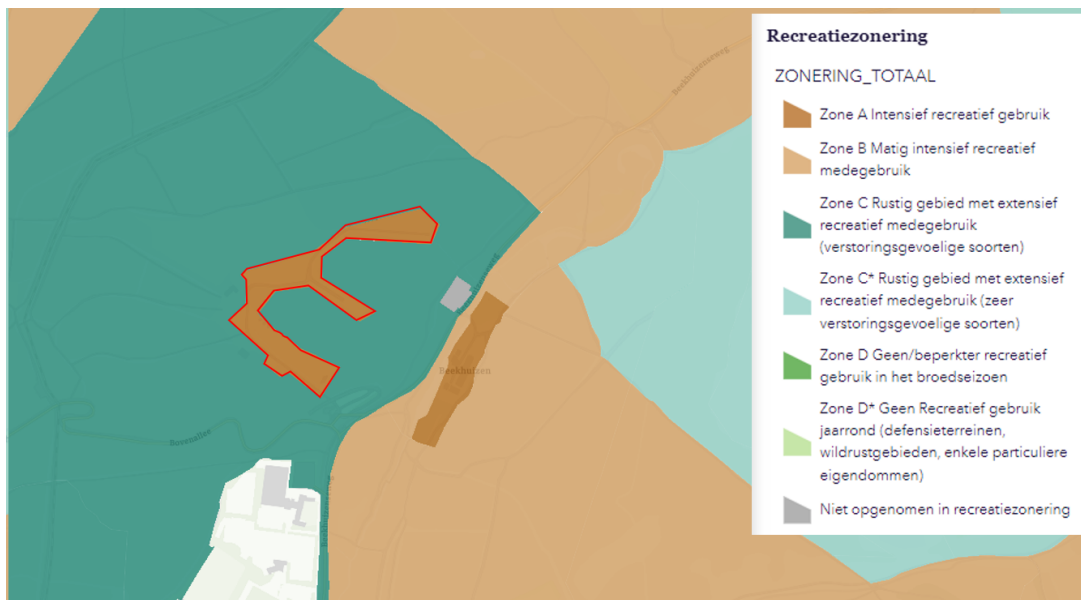 Recreatiezonering
ZONERING_TOTAAL
Zone A Intensief recreatief gebruik
Zone B Matig intensief recreatief
medegebruik
Zone C Rustig gebied met extensief
recreatief medegebruik
(verstoringsgevoelige soorten)
Zone C* Rustig gebied met extensief
recreatief medegebruik (zeer
verstoringsgevoelige soorten)
Zone D Geen/beperkter recreatief
gebruik in het broedseizoen
Zone D* Geen Recreatief gebruik
jaarrond (defensieterreinen,
wildrustgebieden, enkele particuliere
eigendommen)
Niet opgenomen in recreatiezonering
Beekhuizenseweg
Beekhuizen
Bovenallee
Beekhuizenseweg